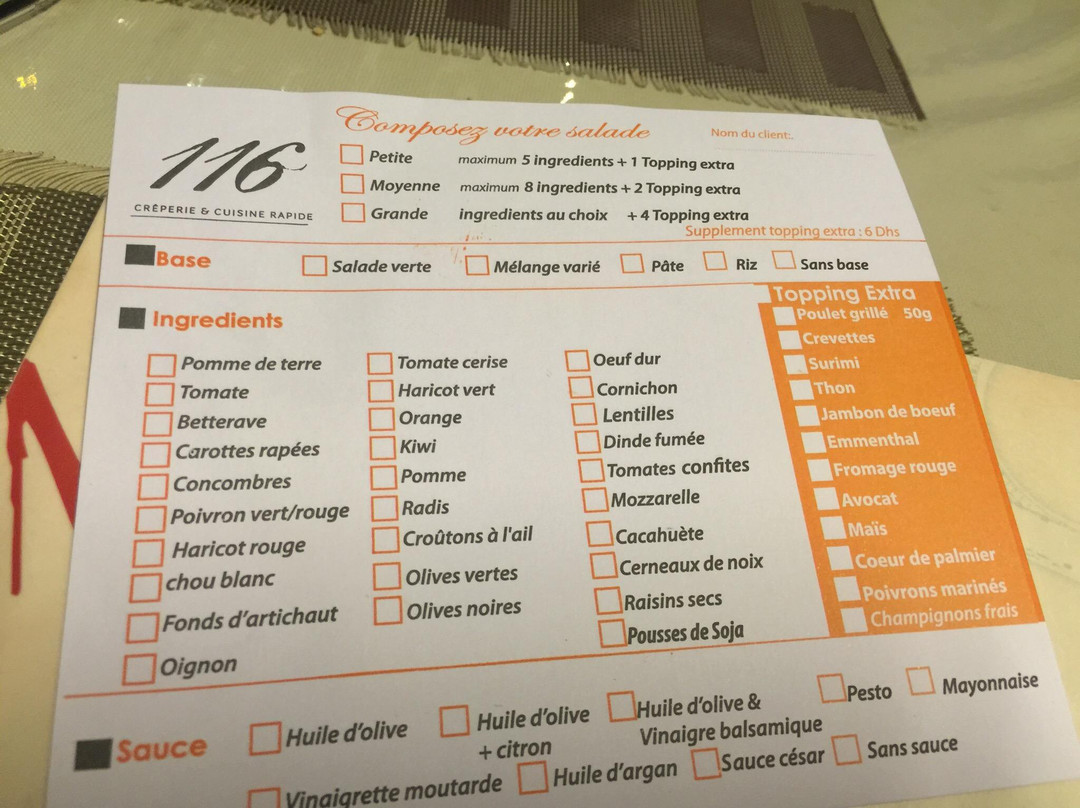 Composez votre salade
Nom du client:.
116
CRÊPERIE & CUISINE RAPIDE
Petite maximum 5 ingredients + 1 Topping extra
Moyenne maximum 8 ingredients + 2 Topping extra
Grande ingredients au choix + 4 Topping extra
Supplement topping extra : 6 Dhs
Base
Salade verte
Mélange varié
Pâte
Riz
Sans base
Ingredients
Pomme de terre
Tomate
Betterave
Carottes rapées
Concombres
Poivron vert/rouge
Haricot rouge
chou blanc
Fonds d'artichaut
Oignon
Tomate cerise
Haricot vert
Orange
Kiwi
Pomme
Radis
Croûtons à l'ail
Olives vertes
Olives noires
Oeuf dur
Cornichon
Lentilles
Dinde fumée
Tomates confites
Mozzarelle
Cacahuète
Cerneaux de noix
Raisins secs
Pousses de Soja
Topping Extra
Poulet grillé 50g
Crevettes
Surimi
Thon
Jambon de boeuf
Emmenthal
Fromage rouge
Avocat
Maïs
Coeur de palmier
Poivrons marinés
Champignons frais
Sauce
Huile d'olive
Huile d'olive
+ citron
Huile d'olive &
Vinaigre balsamique
Pesto
Mayonnaise
Vinaigrette moutarde
Huile d'argan
Sauce césar
Sans sauce